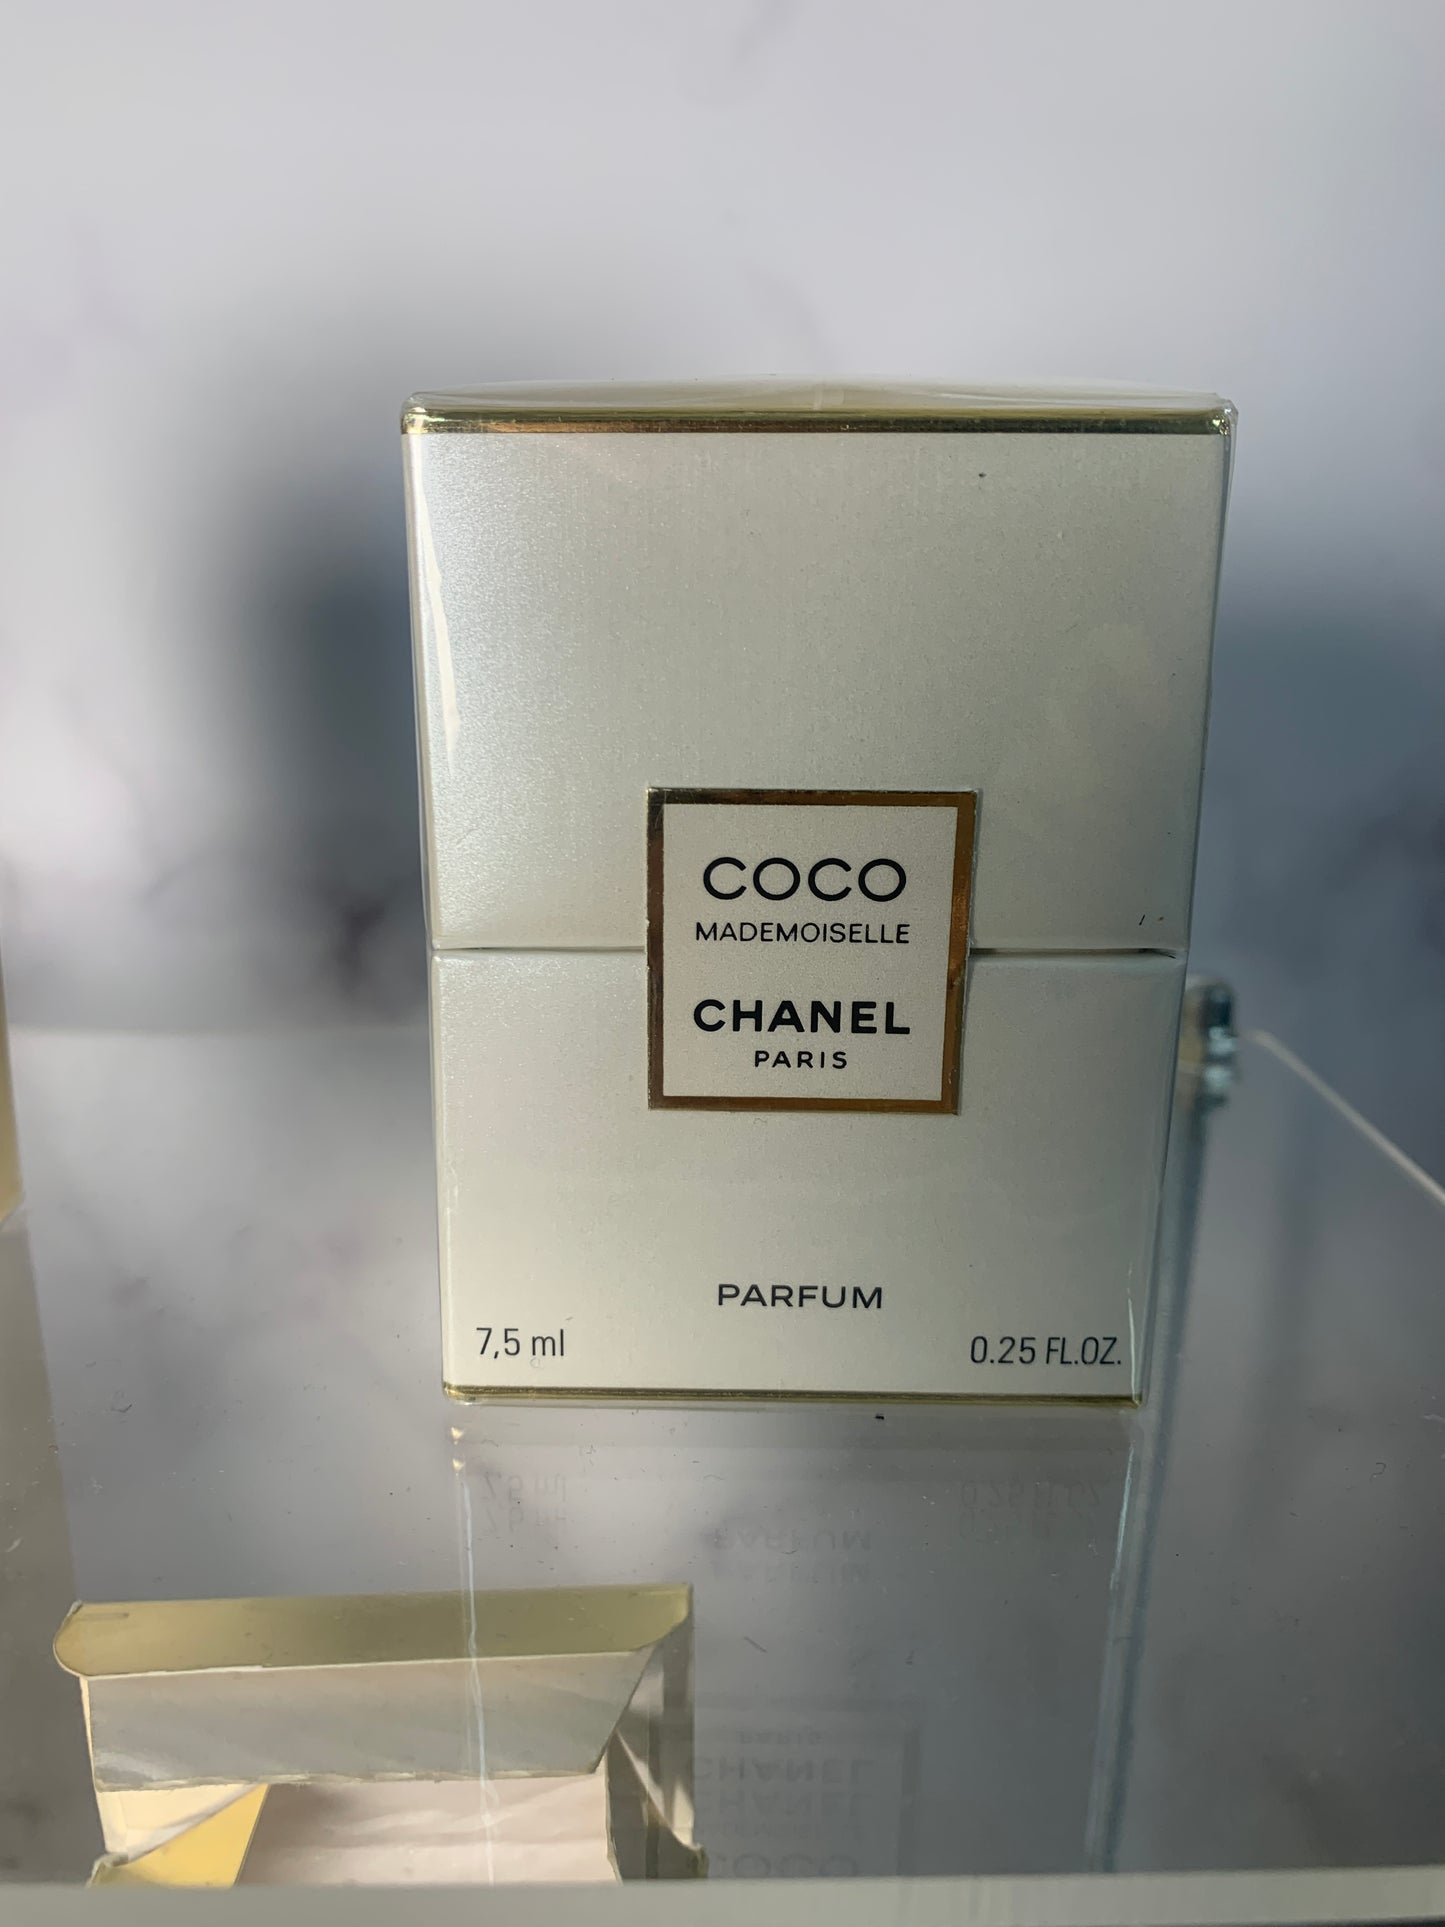 COCO
MADEMOISELLE
CHANEL
PARIS
PARFUM
7,5 ml
0.25 FL.OZ.